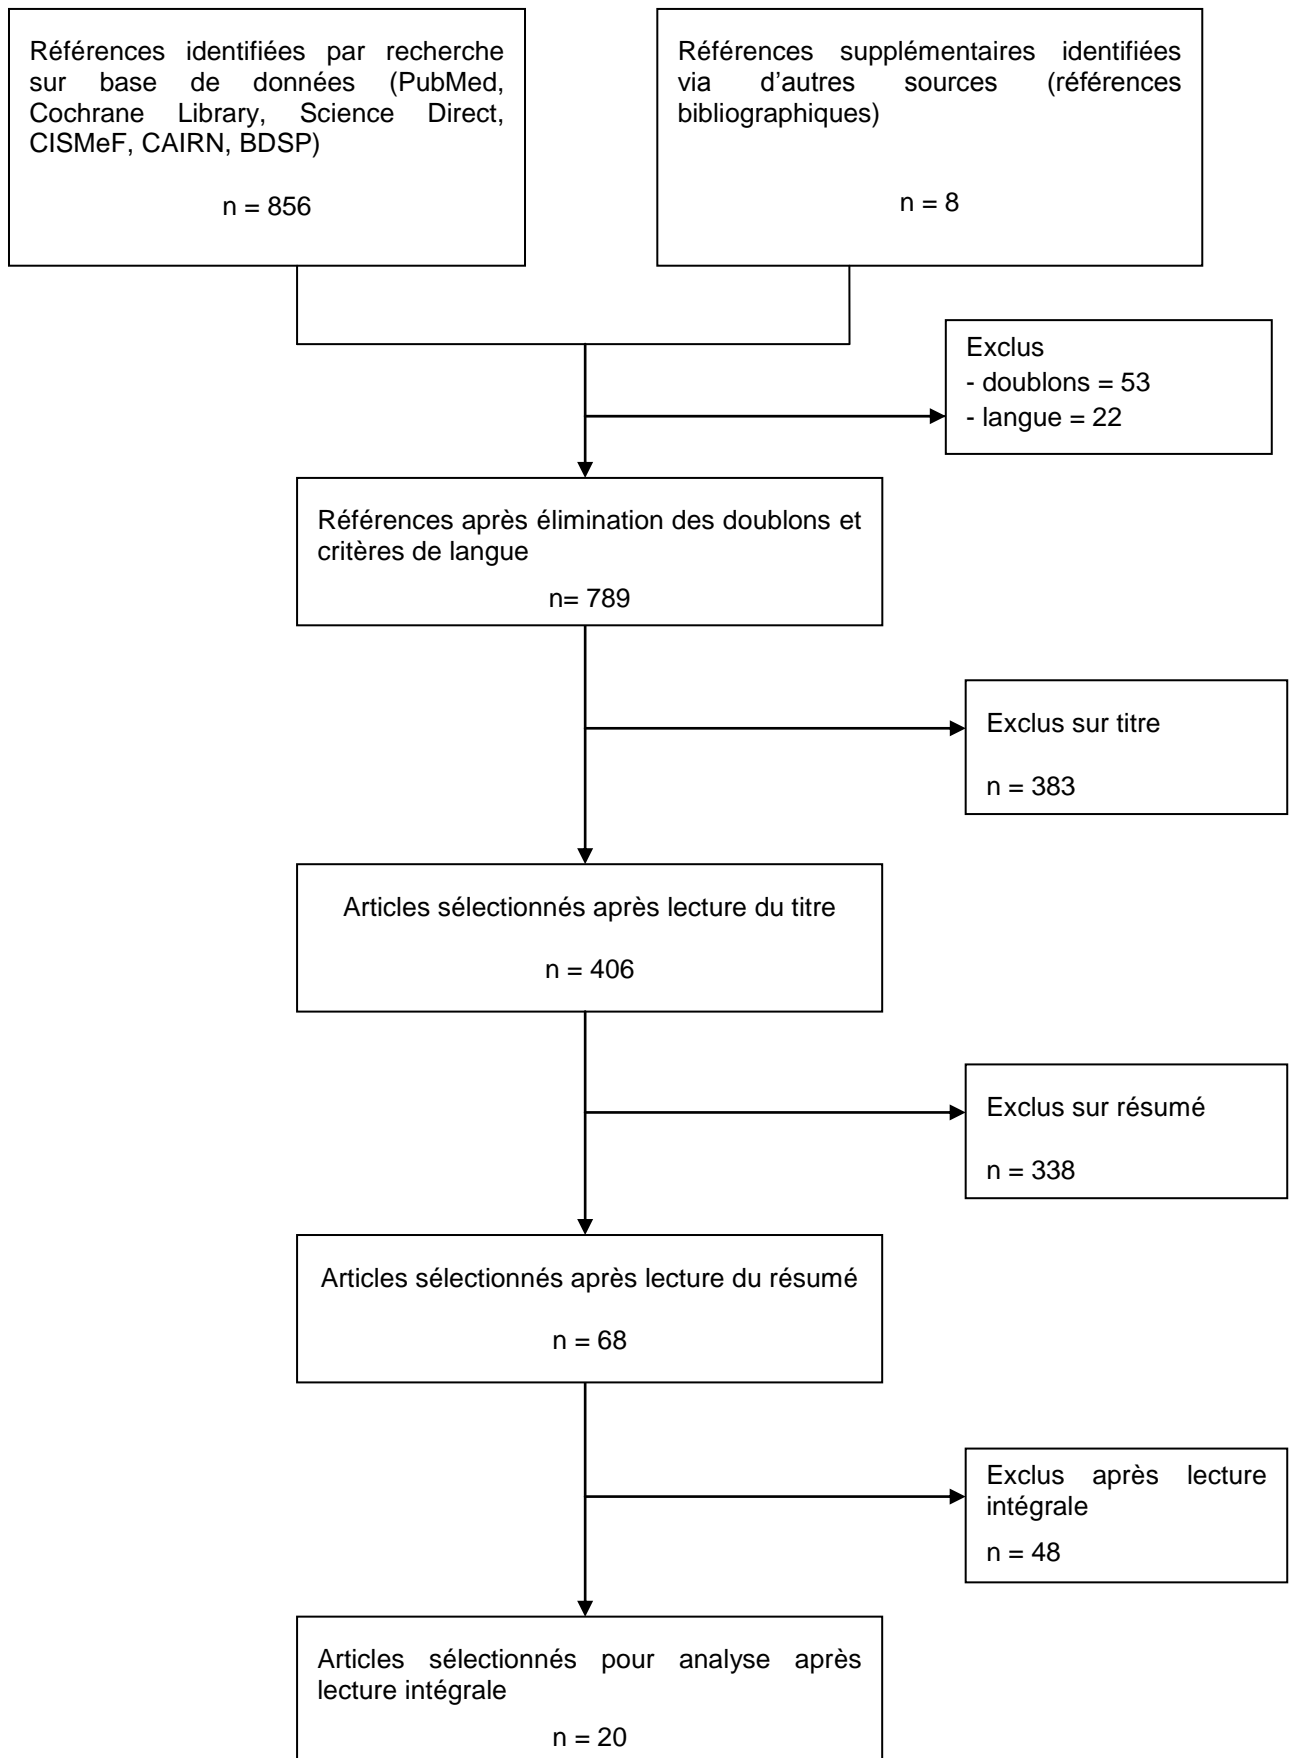 Références identifiées par recherche
sur base de données (PubMed,
Cochrane Library, Science Direct,
CISMeF, CAIRN, BDSP)
n = 856
Références supplémentaires identifiées
via d'autres sources (références
bibliographiques)
n = 8
Exclus
- doublons = 53
- langue = 22
Références après élimination des doublons et
critères de langue
n= 789
Exclus sur titre
n = 383
Articles sélectionnés après lecture du titre
n = 406
Exclus sur résumé
n = 338
Articles sélectionnés après lecture du résumé
n = 68
Exclus après lecture
intégrale
n = 48
Articles sélectionnés pour analyse après
lecture intégrale
n = 20